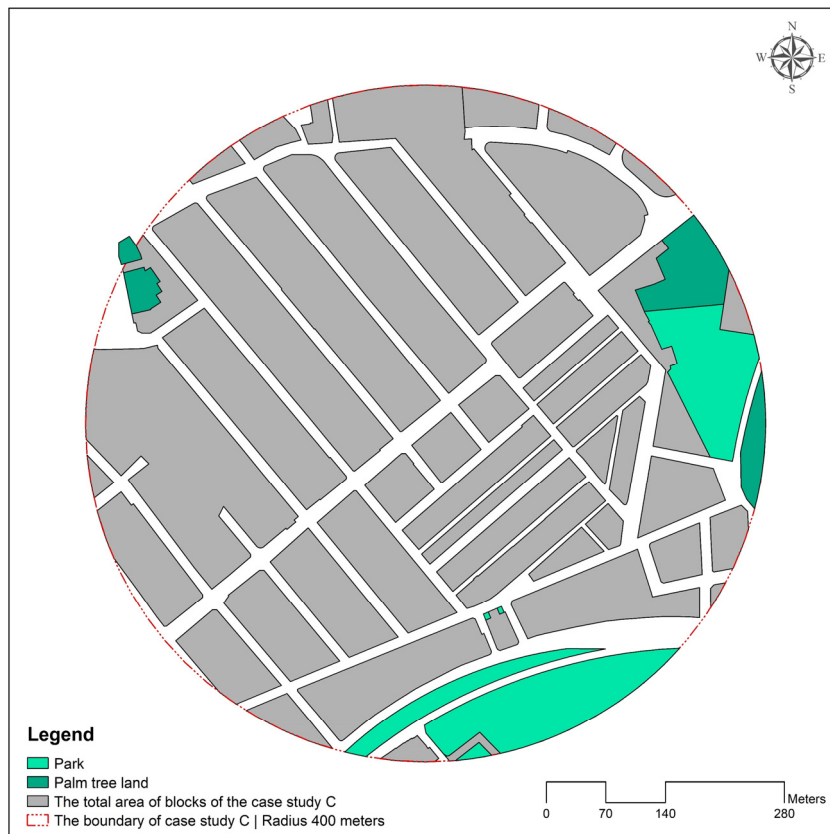 N
W E
S
Legend
Park
Palm tree land
The total area of blocks of the case study C
The boundary of case study C | Radius 400 meters
Meters
0 70 140 280